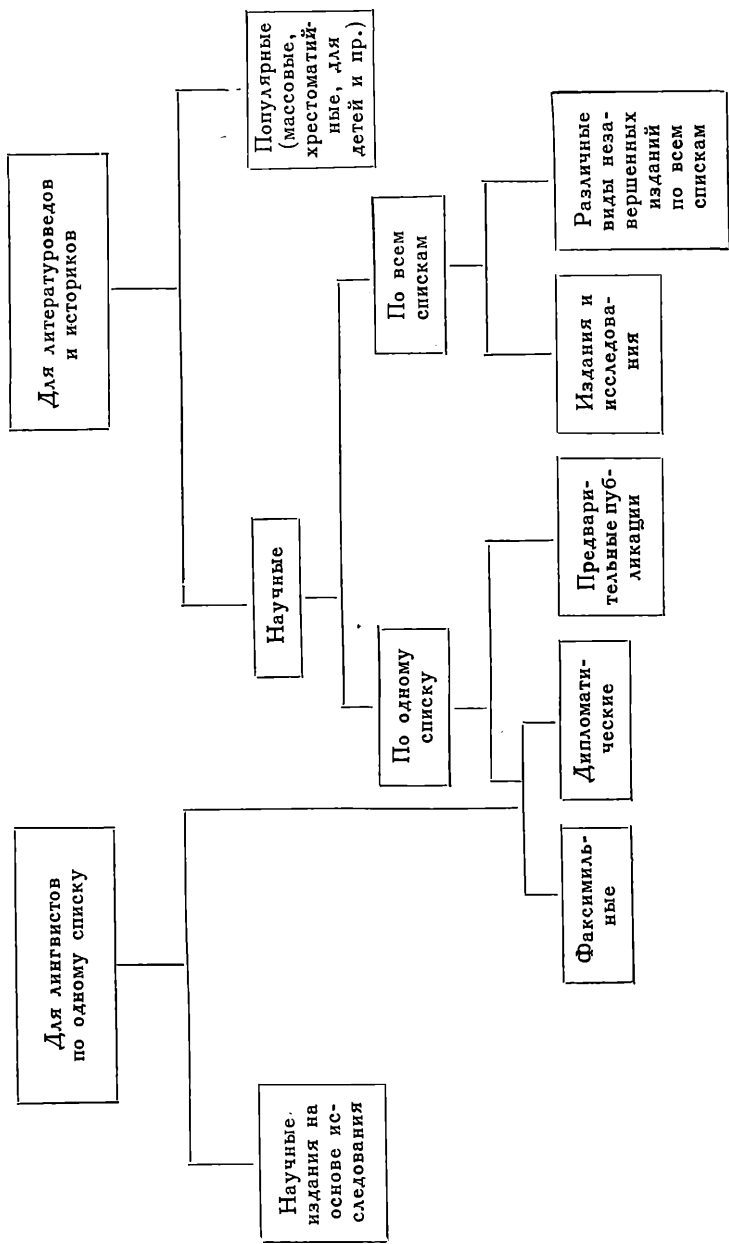 Для лингвистов
по одному списку
Для литературоведов
и историков
Научные
издания на
основе ис-
следования
Научные
Популярные
(массовые,
хрестоматий-
ные, для
детей и пр.)
По одному
списку
По всем
спискам
Факсимиль-
ные
Дипломати-
ческие
Предвари-
тельные пуб-
ликации
Издания и
исследова-
ния
Различные
виды неза-
вершенных
изданий
по всем
спискам